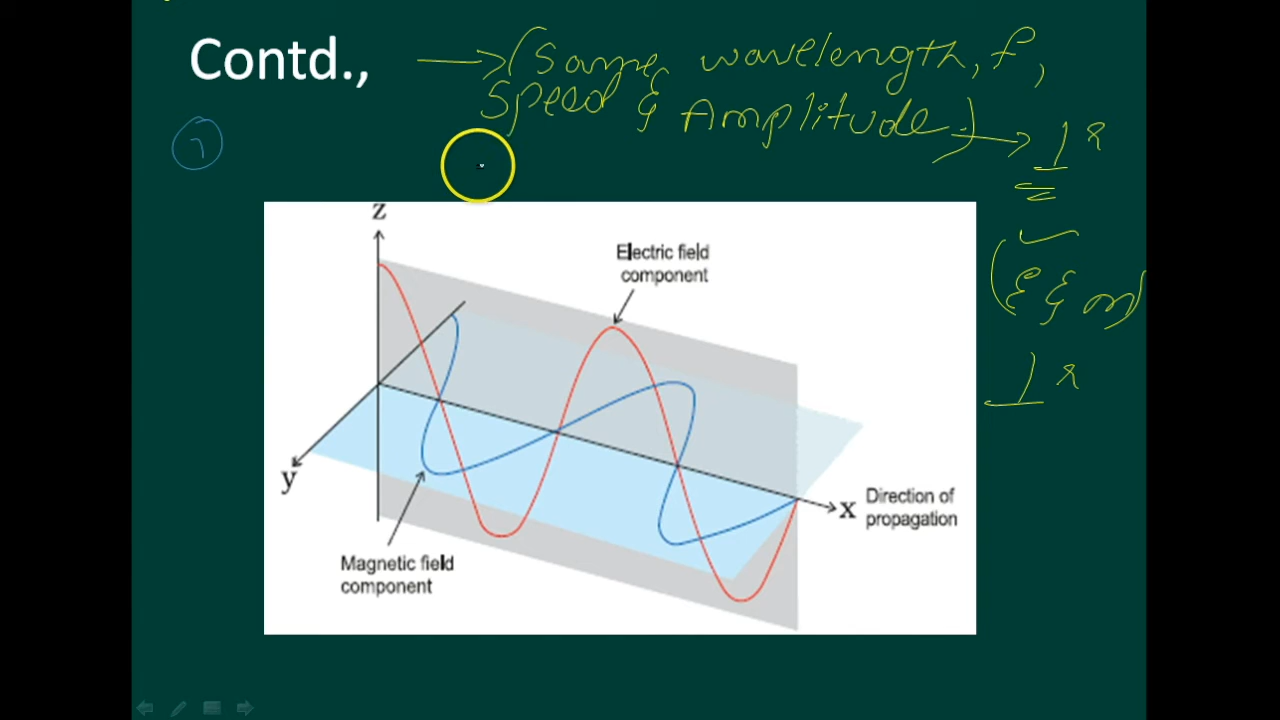 Contd.,
→ (Same wavelength, f,
Speed & Amplitude.) → ⊥r
(E & m)
⊥r
z
Electric field
component
y
x
Direction of
propagation
Magnetic field
component